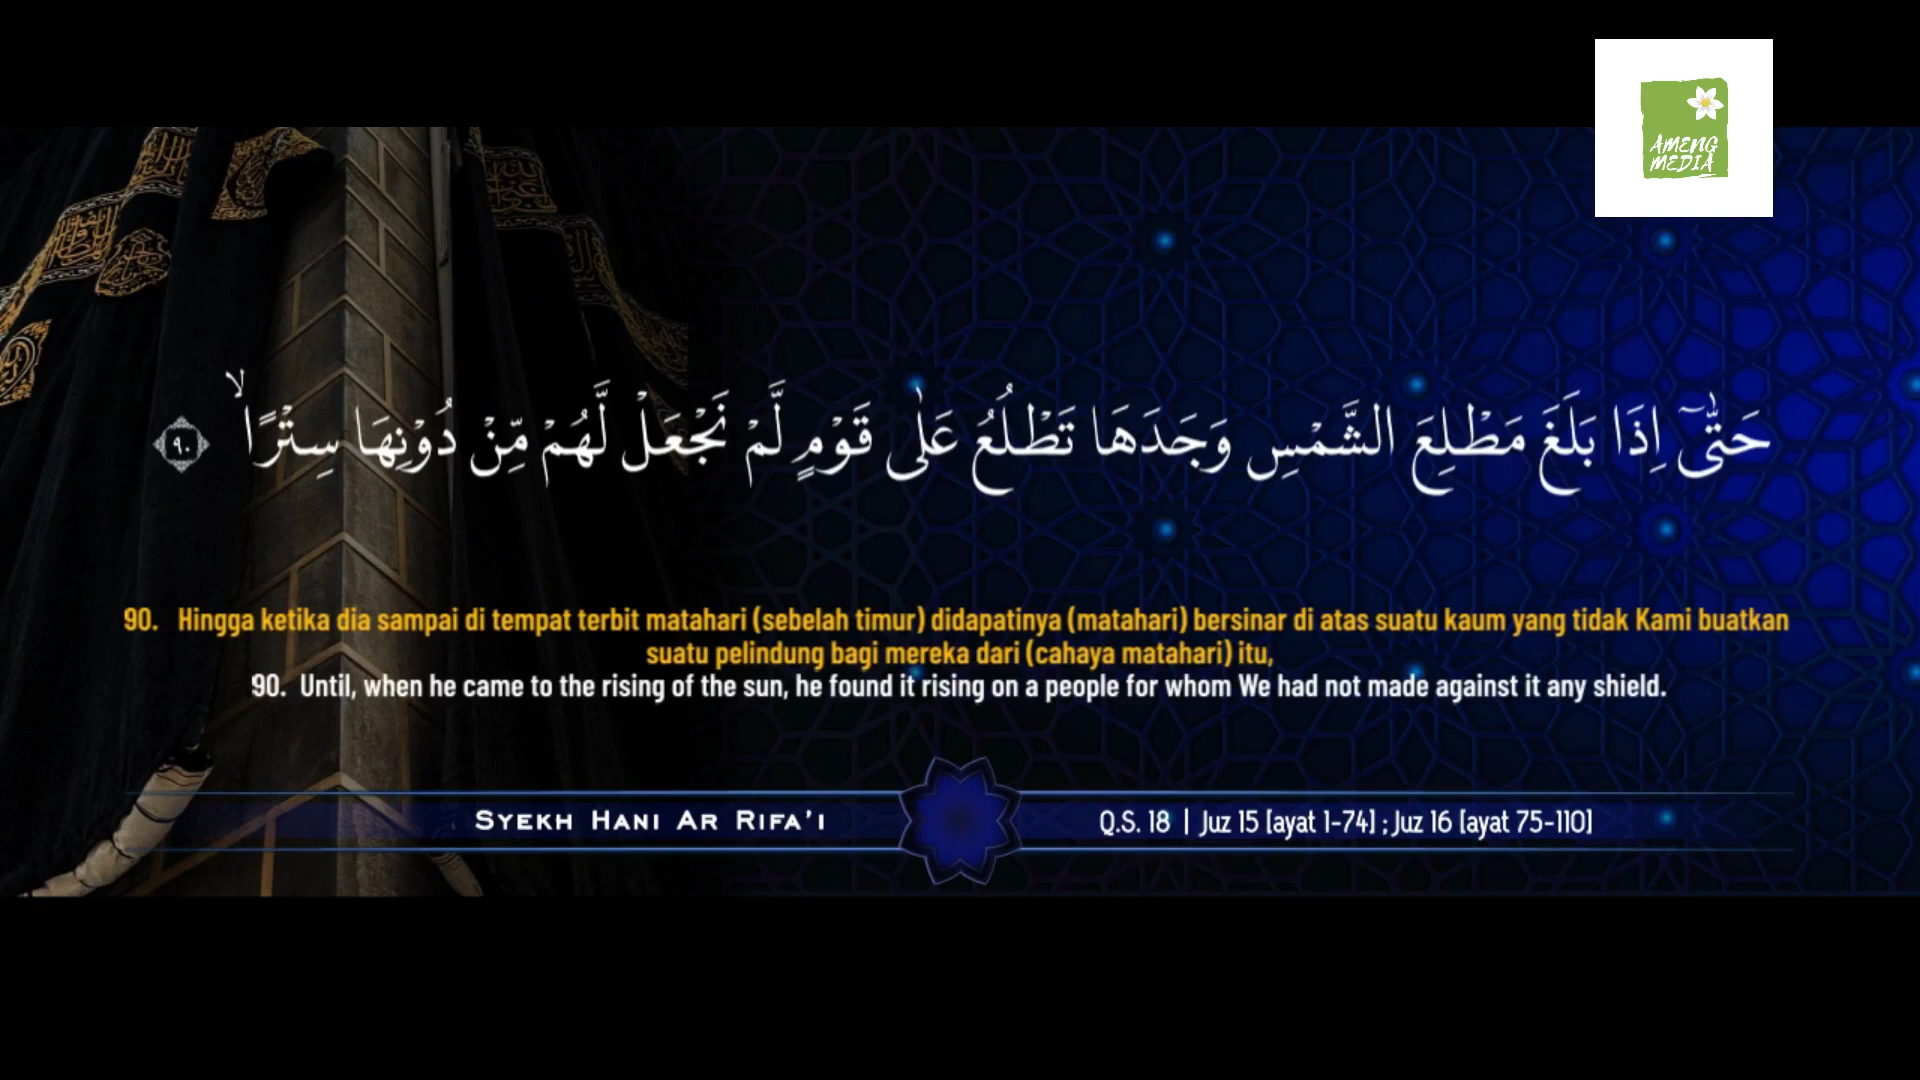 AMENG
MEDIA
حَتّٰىٓ اِذَا بَلَغَ مَطْلِعَ الشَّمْسِ وَجَدَهَا تَطْلُعُ عَلٰى قَوْمٍ لَّمْ نَجْعَلْ لَّهُمْ مِّنْ دُوْنِهَا سِتْرًاۙ ٩٠
90. Hingga ketika dia sampai di tempat terbit matahari (sebelah timur) didapatinya (matahari) bersinar di atas suatu kaum yang tidak Kami buatkan
suatu pelindung bagi mereka dari (cahaya matahari) itu,
90. Until, when he came to the rising of the sun, he found it rising on a people for whom We had not made against it any shield.
Syekh Hani Ar Rifa'i
Q.S. 18 | Juz 15 [ayat 1-74] ; Juz 16 [ayat 75-110]